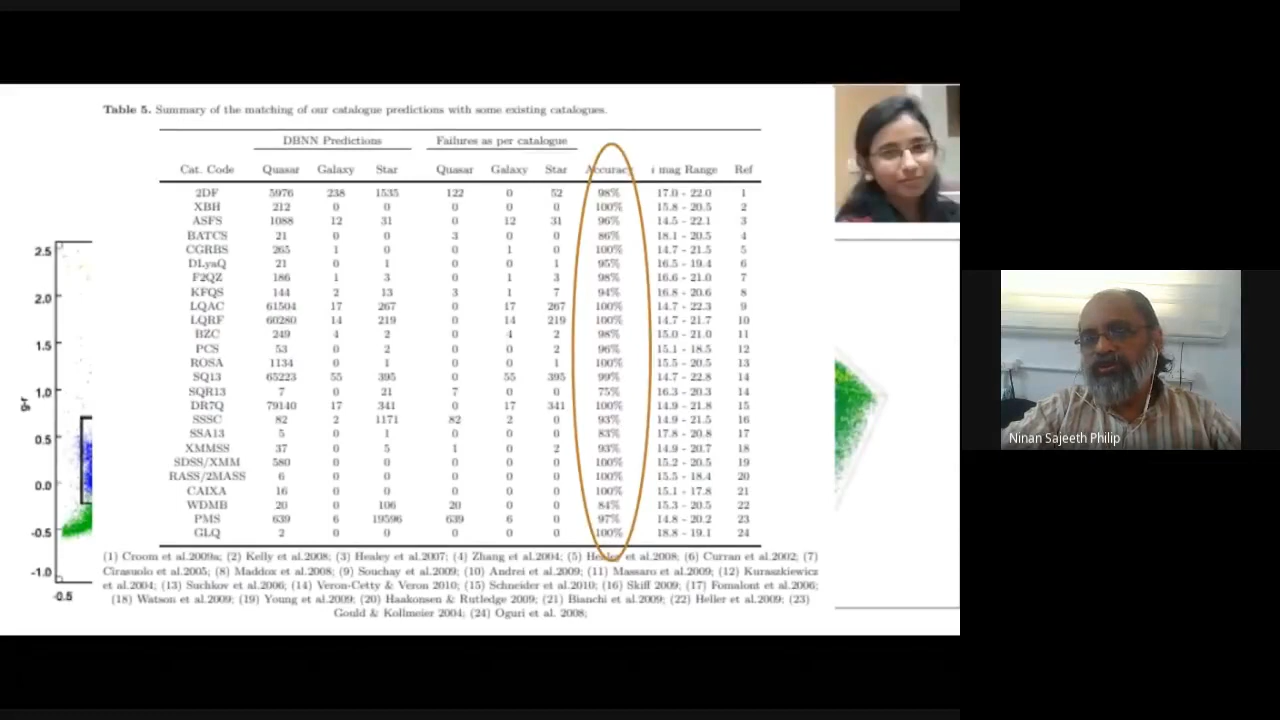 Table 5. Summary of the matching of our catalogue predictions with some existing catalogues.
DBNN Predictions Failures as per catalogue
Cat. Code Quasar Galaxy Star Quasar Galaxy Star Accuracy i mag Range Ref
2DF 5976 238 1535 122 0 52 98% 17.0 - 22.0 1
XBH 212 0 0 0 0 0 100% 15.8 - 20.5 2
ASFS 1088 12 31 0 12 31 96% 14.5 - 22.1 3
BATCS 21 0 0 3 0 0 86% 18.1 - 20.5 4
CGRBS 265 1 0 0 1 0 100% 14.7 - 21.5 5
DLyaQ 21 0 1 0 0 1 95% 16.5 - 19.4 6
F2QZ 186 1 3 0 1 3 98% 16.6 - 21.0 7
KFQS 144 2 13 3 1 7 94% 16.8 - 20.6 8
LQAC 61504 17 267 0 17 267 100% 14.7 - 22.3 9
LQRF 60280 14 219 0 14 219 100% 14.7 - 21.7 10
BZC 249 4 2 0 4 2 98% 15.0 - 21.0 11
PCS 53 0 2 0 0 2 96% 15.1 - 18.5 12
ROSA 1134 0 1 0 0 1 100% 15.5 - 20.5 13
SQ13 65223 55 395 0 55 395 99% 14.7 - 22.8 14
SQR13 7 0 21 7 0 0 75% 16.3 - 20.3 14
DR7Q 79140 17 341 0 17 341 100% 14.9 - 21.8 15
SSSC 82 2 1171 82 2 0 93% 14.9 - 21.5 16
SSA13 5 0 1 0 0 1 83% 17.8 - 20.8 17
XMMSS 37 0 5 1 0 2 93% 14.9 - 20.7 18
SDSS/XMM 580 0 0 0 0 0 100% 15.2 - 20.5 19
RASS/2MASS 6 0 0 0 0 0 100% 15.5 - 18.4 20
CAIXA 16 0 0 0 0 0 100% 15.1 - 17.8 21
WDMB 20 0 106 20 0 0 84% 15.3 - 20.5 22
PMS 639 6 19596 639 6 0 97% 14.8 - 20.2 23
GLQ 2 0 0 0 0 0 100% 18.8 - 19.1 24
(1) Croom et al.2009a; (2) Kelly et al.2008; (3) Healey et al.2007; (4) Zhang et al.2004; (5) Healey et al.2008; (6) Curran et al.2002; (7)
Cirasuolo et al.2005; (8) Maddox et al.2008; (9) Souchay et al.2009; (10) Andrei et al.2009; (11) Massaro et al.2009; (12) Kuraszkiewicz
et al.2004; (13) Suchkov et al.2006; (14) Veron-Cetty & Veron 2010; (15) Schneider et al.2010; (16) Skiff 2009; (17) Fomalont et al.2006;
(18) Watson et al.2009; (19) Young et al.2009; (20) Haakonsen & Rutledge 2009; (21) Bianchi et al.2009; (22) Heller et al.2009; (23)
Gould & Kollmeier 2004; (24) Oguri et al. 2008;
2.5
2.0
1.5
1.0
0.5
0.0
-0.5
-1.0
g-r
-0.5
Ninan Sajeeth Philip